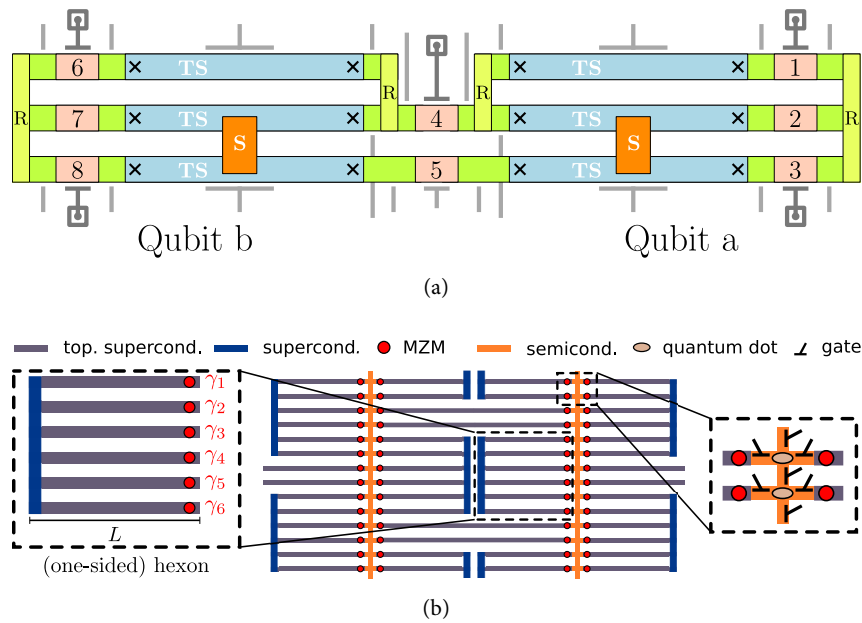 6 TS 4 TS 1
R 7 TS R R TS 2 R
S S
8 TS 5 TS 3
Qubit b Qubit a
(a)
top. supercond. supercond. MZM semicond. quantum dot gate
γ1
γ2
γ3
γ4
γ5
γ6
L
(one-sided) hexon
(b)